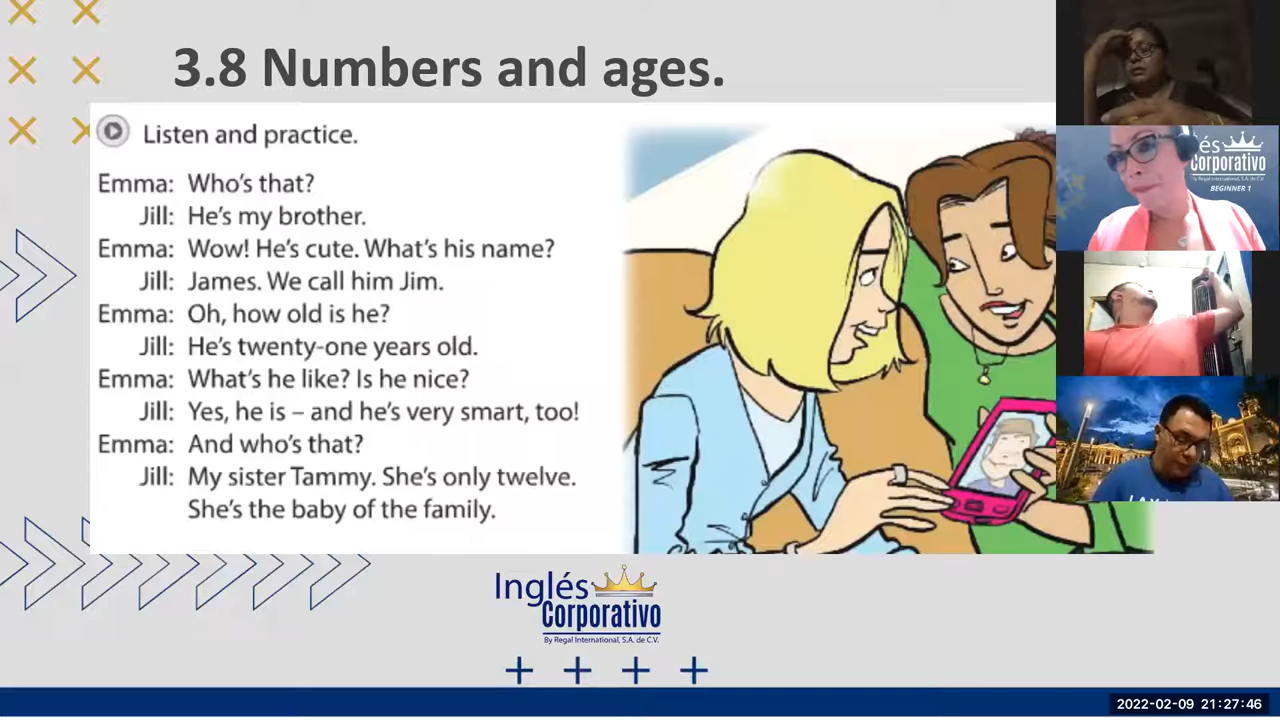 3.8 Numbers and ages.
Listen and practice.
Emma: Who's that?
Jill: He's my brother.
Emma: Wow! He's cute. What's his name?
Jill: James. We call him Jim.
Emma: Oh, how old is he?
Jill: He's twenty-one years old.
Emma: What's he like? Is he nice?
Jill: Yes, he is – and he's very smart, too!
Emma: And who's that?
Jill: My sister Tammy. She's only twelve.
She's the baby of the family.
Inglés
Corporativo
By Regal International, S.A. de C.V.
és
Corporativo
By Regal International, S.A. de C.V.
BEGINNER 1
2022-02-09 21:27:46